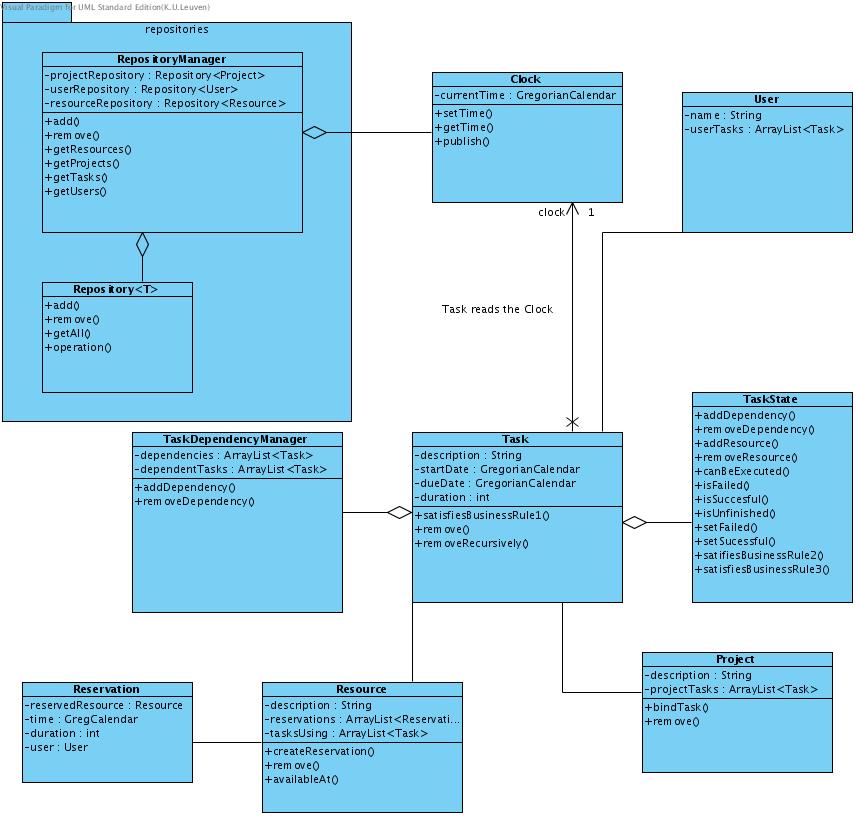 Visual Paradigm for UML Standard Edition(K.U.Leuven)
repositories
RepositoryManager
-projectRepository : Repository<Project>
-userRepository : Repository<User>
-resourceRepository : Repository<Resource>
+add()
+remove()
+getResources()
+getProjects()
+getTasks()
+getUsers()
Clock
-currentTime : GregorianCalendar
+setTime()
+getTime()
+publish()
User
-name : String
-userTasks : ArrayList<Task>
clock 1
Repository<T>
+add()
+remove()
+getAll()
+operation()
Task reads the Clock
TaskDependencyManager
-dependencies : ArrayList<Task>
-dependentTasks : ArrayList<Task>
+addDependency()
+removeDependency()
Task
-description : String
-startDate : GregorianCalendar
-dueDate : GregorianCalendar
-duration : int
+satisfiesBusinessRule1()
+remove()
+removeRecursively()
TaskState
+addDependency()
+removeDependency()
+addResource()
+removeResource()
+canBeExecuted()
+isFailed()
+isSuccesful()
+isUnfinished()
+setFailed()
+setSucessful()
+satifiesBusinessRule2()
+satisfiesBusinessRule3()
Reservation
-reservedResource : Resource
-time : GregCalendar
-duration : int
-user : User
Resource
-description : String
-reservations : ArrayList<Reservati...
-tasksUsing : ArrayList<Task>
+createReservation()
+remove()
+availableAt()
Project
-description : String
-projectTasks : ArrayList<Task>
+bindTask()
+remove()